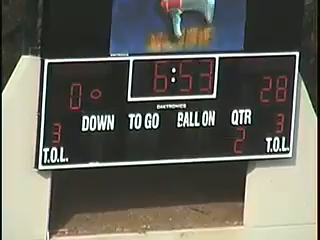 6:53
DAKTRONICS
0 28
DOWN TO GO BALL ON QTR
3 2 3
T.O.L. T.O.L.